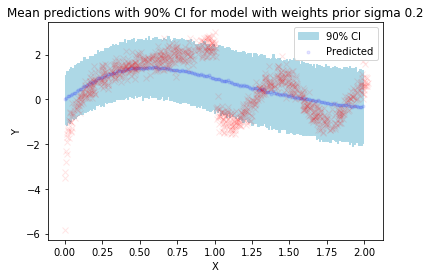 Mean predictions with 90% CI for model with weights prior sigma 0.2
90% CI
Predicted
Y
2
0
−2
−4
−6
0.00 0.25 0.50 0.75 1.00 1.25 1.50 1.75 2.00
X